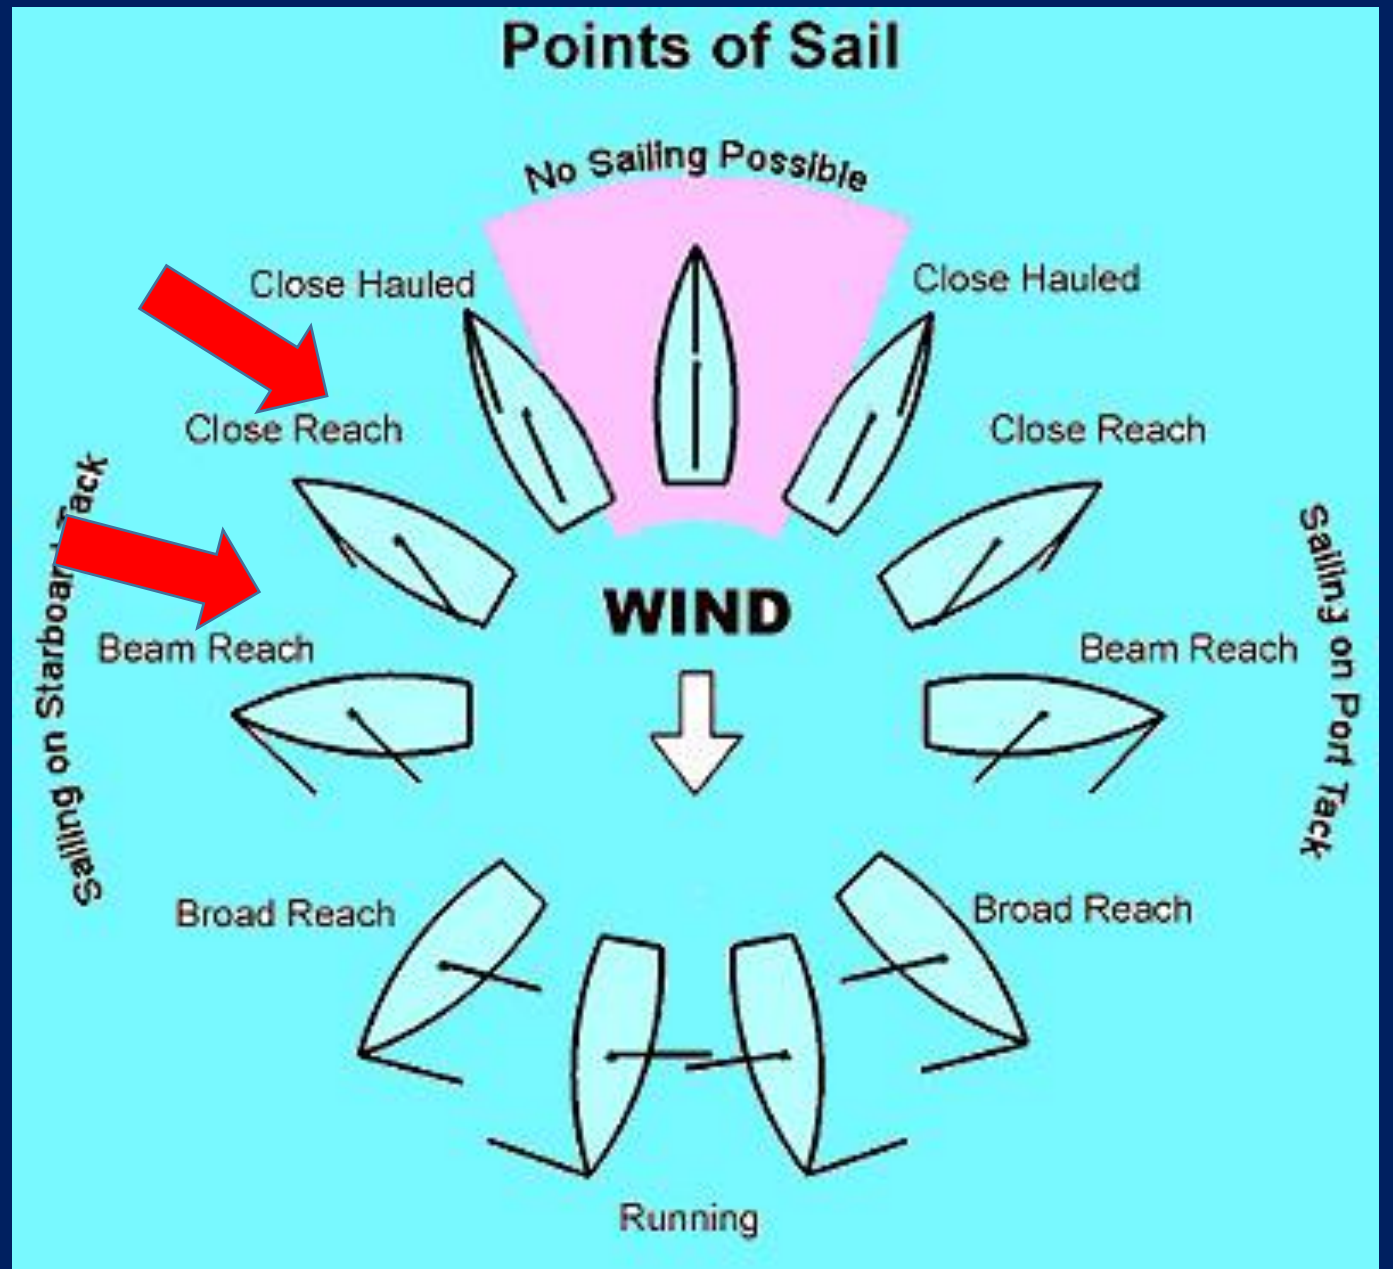 Points of Sail
No Sailing Possible
Close Hauled
Close Hauled
Close Reach
Close Reach
Sailing on Starboard Tack
Sailing on Port Tack
WIND
Beam Reach
Beam Reach
Broad Reach
Broad Reach
Running